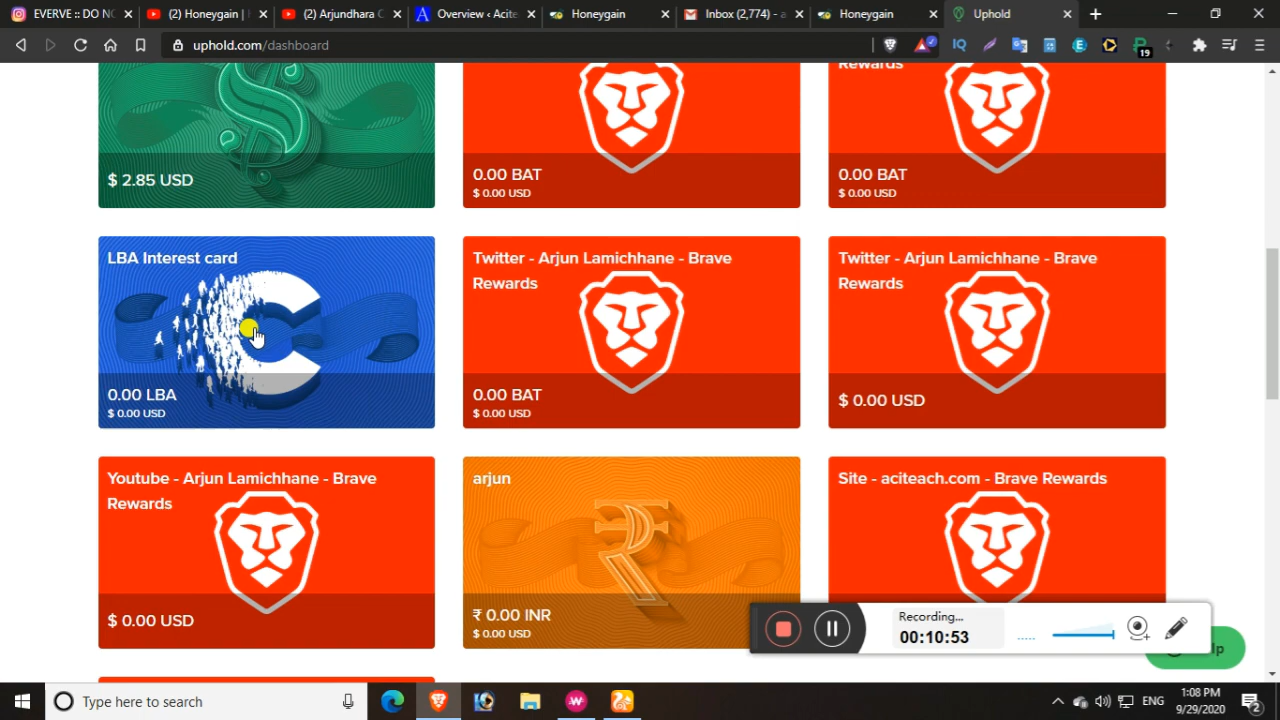 EVERVE :: DO NO
(2) Honeygain | H
(2) Arjundhara C
Overview ‹ Acite
Honeygain
Inbox (2,774) - a
Honeygain
Uphold
uphold.com/dashboard
19
Rewards
$ 2.85 USD
0.00 BAT
$ 0.00 USD
0.00 BAT
$ 0.00 USD
LBA Interest card
0.00 LBA
$ 0.00 USD
Twitter - Arjun Lamichhane - Brave
Rewards
0.00 BAT
$ 0.00 USD
Twitter - Arjun Lamichhane - Brave
Rewards
$ 0.00 USD
Youtube - Arjun Lamichhane - Brave
Rewards
$ 0.00 USD
arjun
₹ 0.00 INR
$ 0.00 USD
Site - aciteach.com - Brave Rewards
Recording...
00:10:53
lp
Type here to search
ENG
1:08 PM
9/29/2020
2